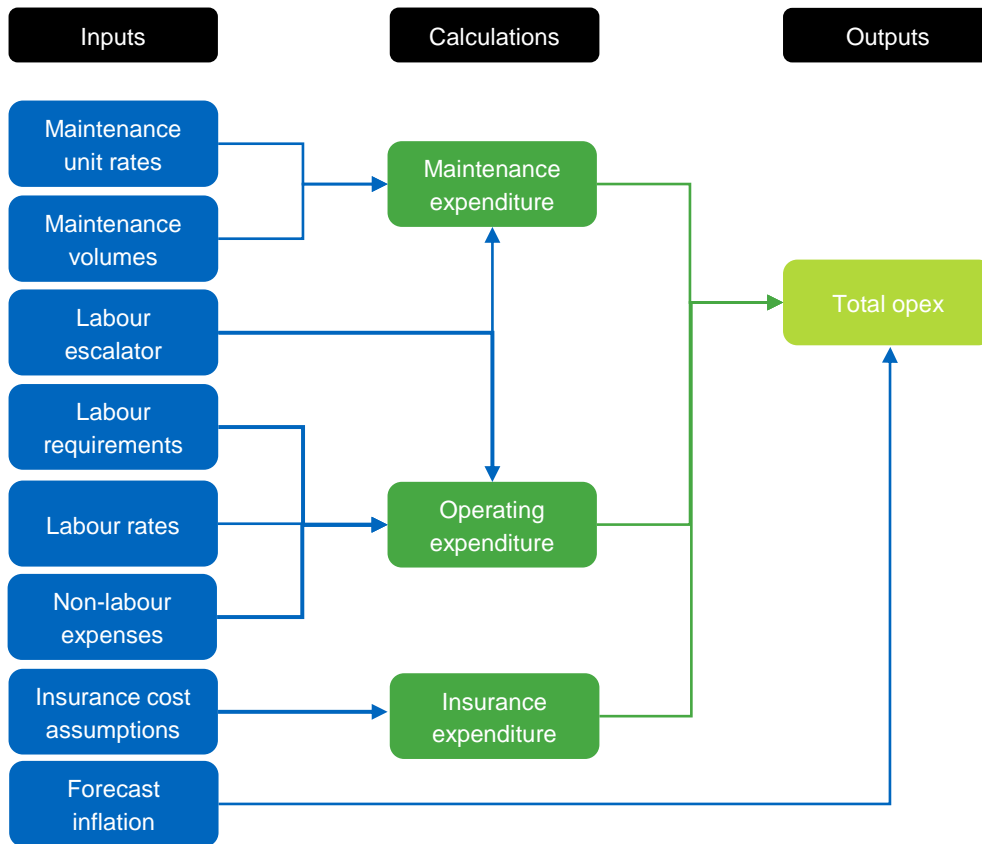 Inputs
Calculations
Outputs
Maintenance
unit rates
Maintenance
volumes
Labour
escalator
Labour
requirements
Labour rates
Non-labour
expenses
Insurance cost
assumptions
Forecast
inflation
Maintenance
expenditure
Operating
expenditure
Insurance
expenditure
Total opex